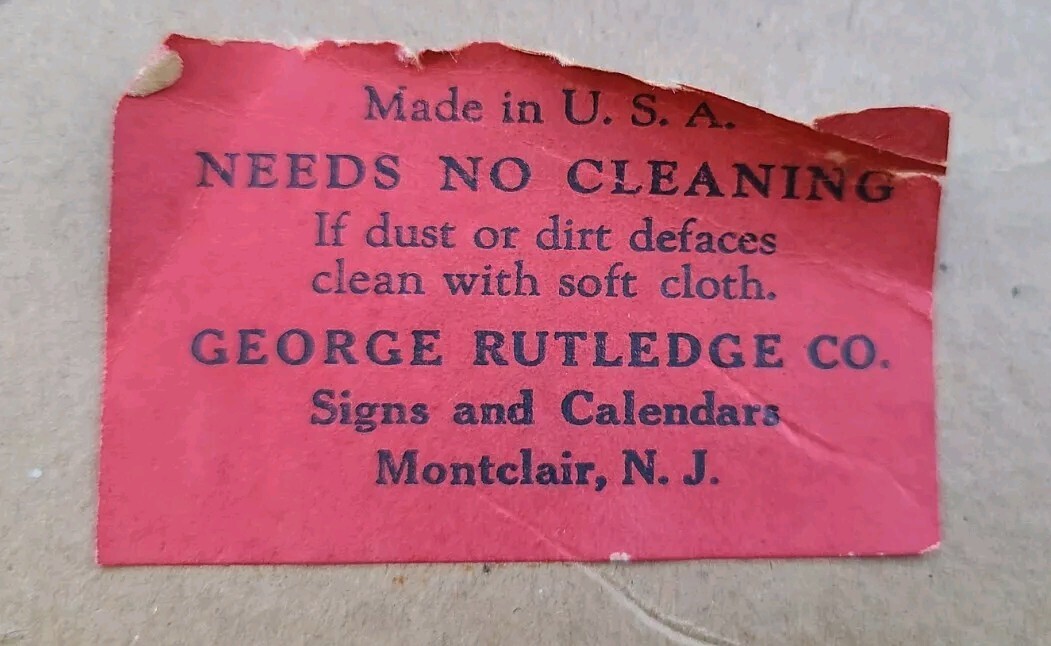 Made in U. S. A.
NEEDS NO CLEANING
If dust or dirt defaces
clean with soft cloth.
GEORGE RUTLEDGE CO.
Signs and Calendars
Montclair, N. J.